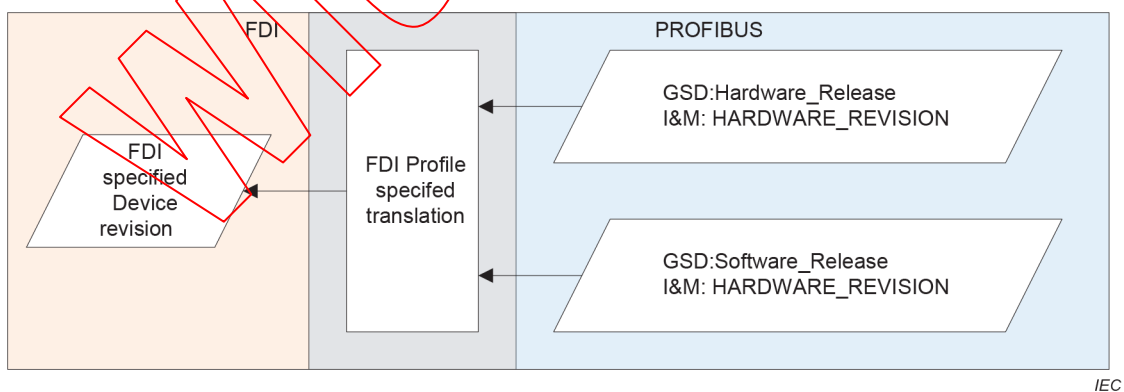 FDI
PROFIBUS
GSD:Hardware_Release
I&M: HARDWARE_REVISION
FDI
specified
Device
revision
FDI Profile
specifed
translation
GSD:Software_Release
I&M: HARDWARE_REVISION
IEC